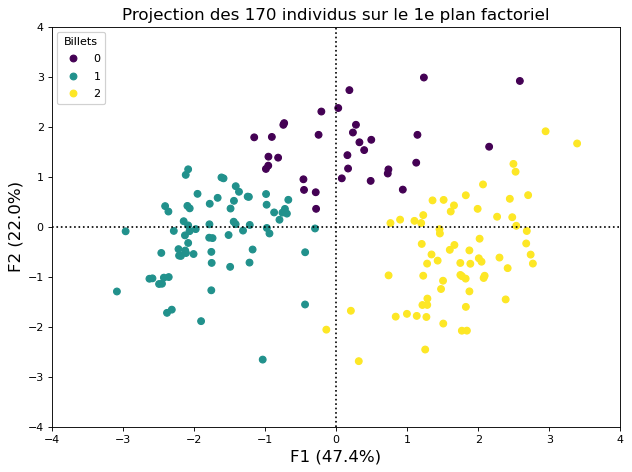 Projection des 170 individus sur le 1e plan factoriel
Billets
0
1
2
F2 (22.0%)
4
3
2
1
0
−1
−2
−3
−4
−4 −3 −2 −1 0 1 2 3 4
F1 (47.4%)